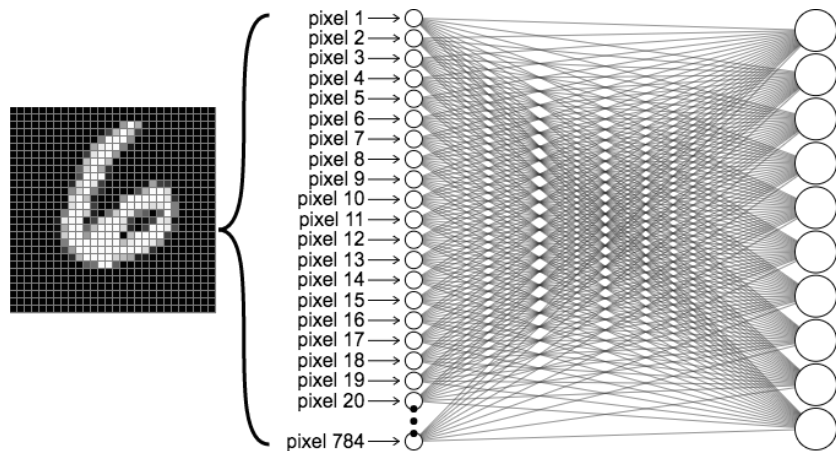 pixel 1
pixel 2
pixel 3
pixel 4
pixel 5
pixel 6
pixel 7
pixel 8
pixel 9
pixel 10
pixel 11
pixel 12
pixel 13
pixel 14
pixel 15
pixel 16
pixel 17
pixel 18
pixel 19
pixel 20
pixel 784